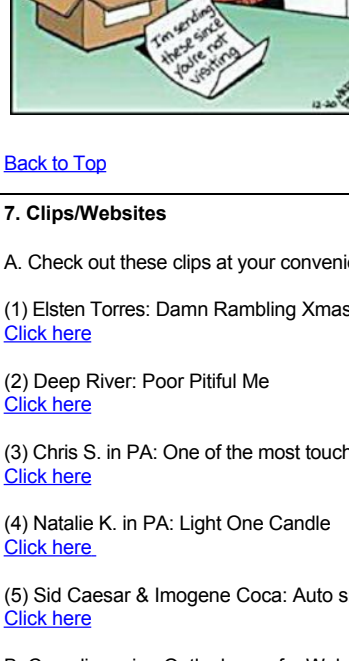 I'm sending
these since
you're not
visiting
12-20
Back to Top
7. Clips/Websites
A. Check out these clips at your conveni
(1) Elsten Torres: Damn Rambling Xmas
Click here
(2) Deep River: Poor Pitiful Me
Click here
(3) Chris S. in PA: One of the most touch
Click here
(4) Natalie K. in PA: Light One Candle
Click here
(5) Sid Caesar & Imogene Coca: Auto s
Click here